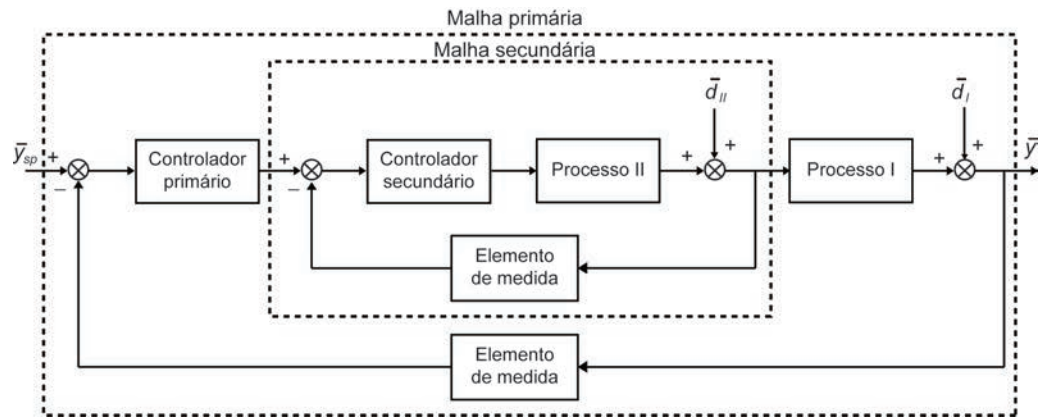 Malha primária
Malha secundária
d̄II
d̄I
ȳsp
+
−
Controlador
primário
+
−
Controlador
secundário
Processo II
+
+
Processo I
+
+
ȳ
Elemento
de medida
Elemento
de medida